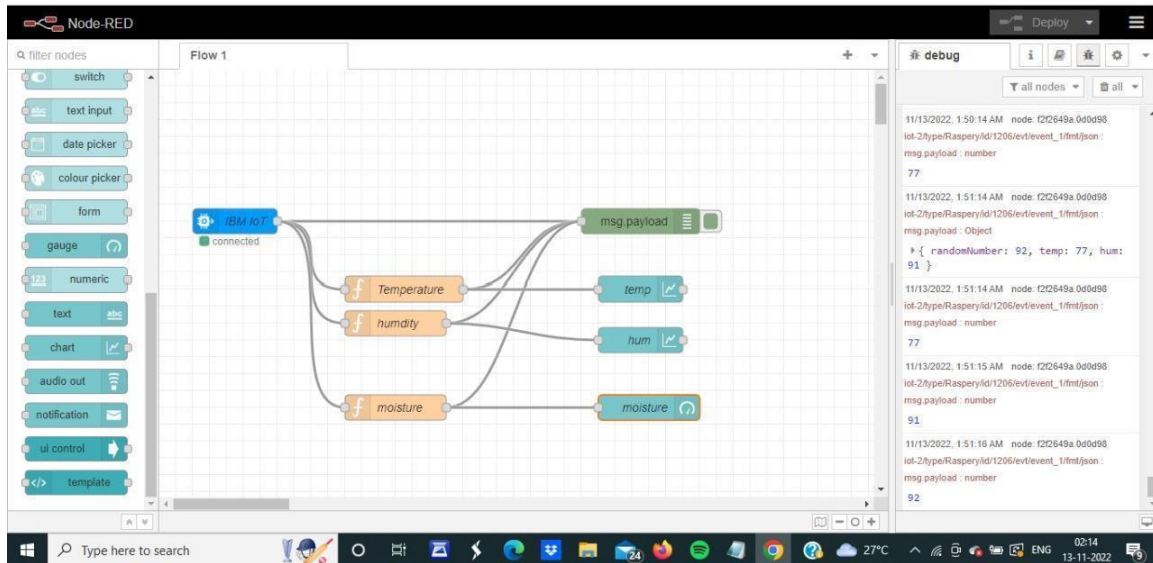 Node-RED
Deploy
filter nodes
Flow 1
debug
i
all nodes
all
switch
text input
date picker
colour picker
form
gauge
numeric
text
chart
audio out
notification
ui control
template
abc
123
abc
</>
IBM IoT
connected
msg.payload
Temperature
temp
humdity
hum
moisture
moisture
11/13/2022, 1:50:14 AM node: f2f2649a.0d0d98
iot-2/type/Raspery/id/1206/evt/event_1/fmt/json :
msg.payload : number
77
11/13/2022, 1:51:14 AM node: f2f2649a.0d0d98
iot-2/type/Raspery/id/1206/evt/event_1/fmt/json :
msg.payload : Object
{ randomNumber: 92, temp: 77, hum:
91 }
11/13/2022, 1:51:14 AM node: f2f2649a.0d0d98
iot-2/type/Raspery/id/1206/evt/event_1/fmt/json :
msg.payload : number
77
11/13/2022, 1:51:15 AM node: f2f2649a.0d0d98
iot-2/type/Raspery/id/1206/evt/event_1/fmt/json :
msg.payload : number
91
11/13/2022, 1:51:16 AM node: f2f2649a.0d0d98
iot-2/type/Raspery/id/1206/evt/event_1/fmt/json :
msg.payload : number
92
Type here to search
24
27°C
ENG
02:14
13-11-2022
9